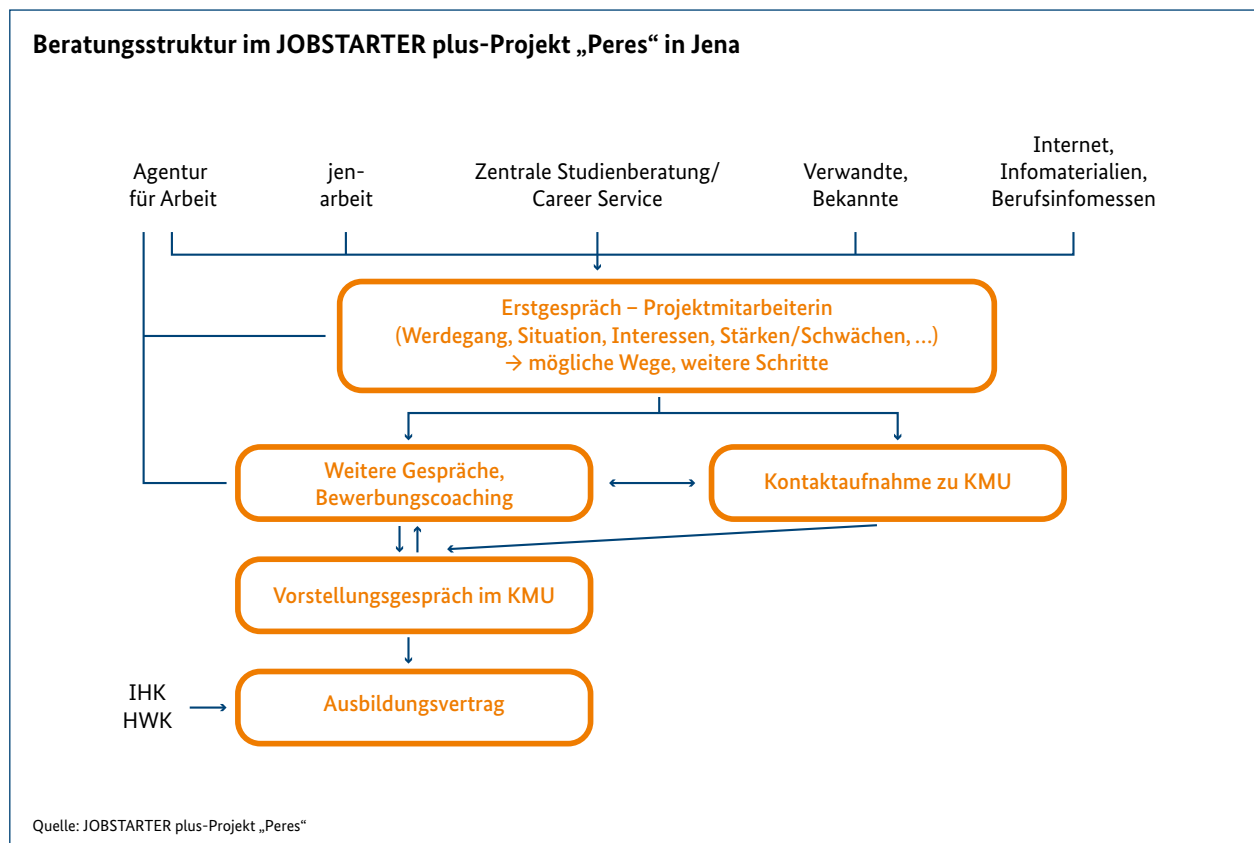 Beratungsstruktur im JOBSTARTER plus-Projekt „Peres“ in Jena
Agentur
für Arbeit
jen-
arbeit
Zentrale Studienberatung/
Career Service
Verwandte,
Bekannte
Internet,
Infomaterialien,
Berufsinfomessen
Erstgespräch – Projektmitarbeiterin
(Werdegang, Situation, Interessen, Stärken/Schwächen, …)
→ mögliche Wege, weitere Schritte
Weitere Gespräche,
Bewerbungscoaching
Kontaktaufnahme zu KMU
Vorstellungsgespräch im KMU
IHK
HWK
Ausbildungsvertrag
Quelle: JOBSTARTER plus-Projekt „Peres“